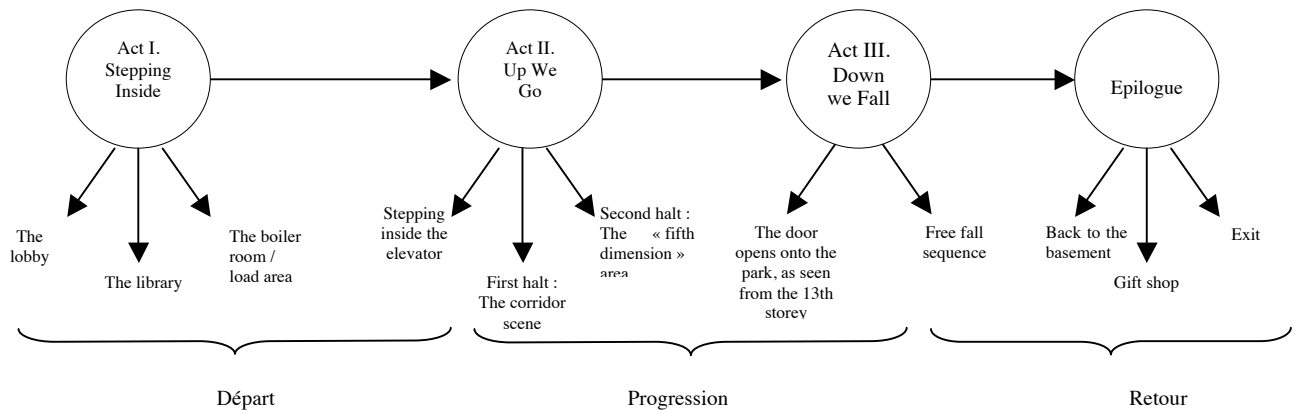 Act I.
Stepping
Inside
Act II.
Up We
Go
Act III.
Down
we Fall
Epilogue
The
lobby
The library
The boiler
room /
load area
Stepping
inside the
elevator
First halt :
The corridor
scene
Second halt :
The « fifth
dimension »
area
The door
opens onto the
park, as seen
from the 13th
storey
Free fall
sequence
Back to the
basement
Gift shop
Exit
Départ
Progression
Retour